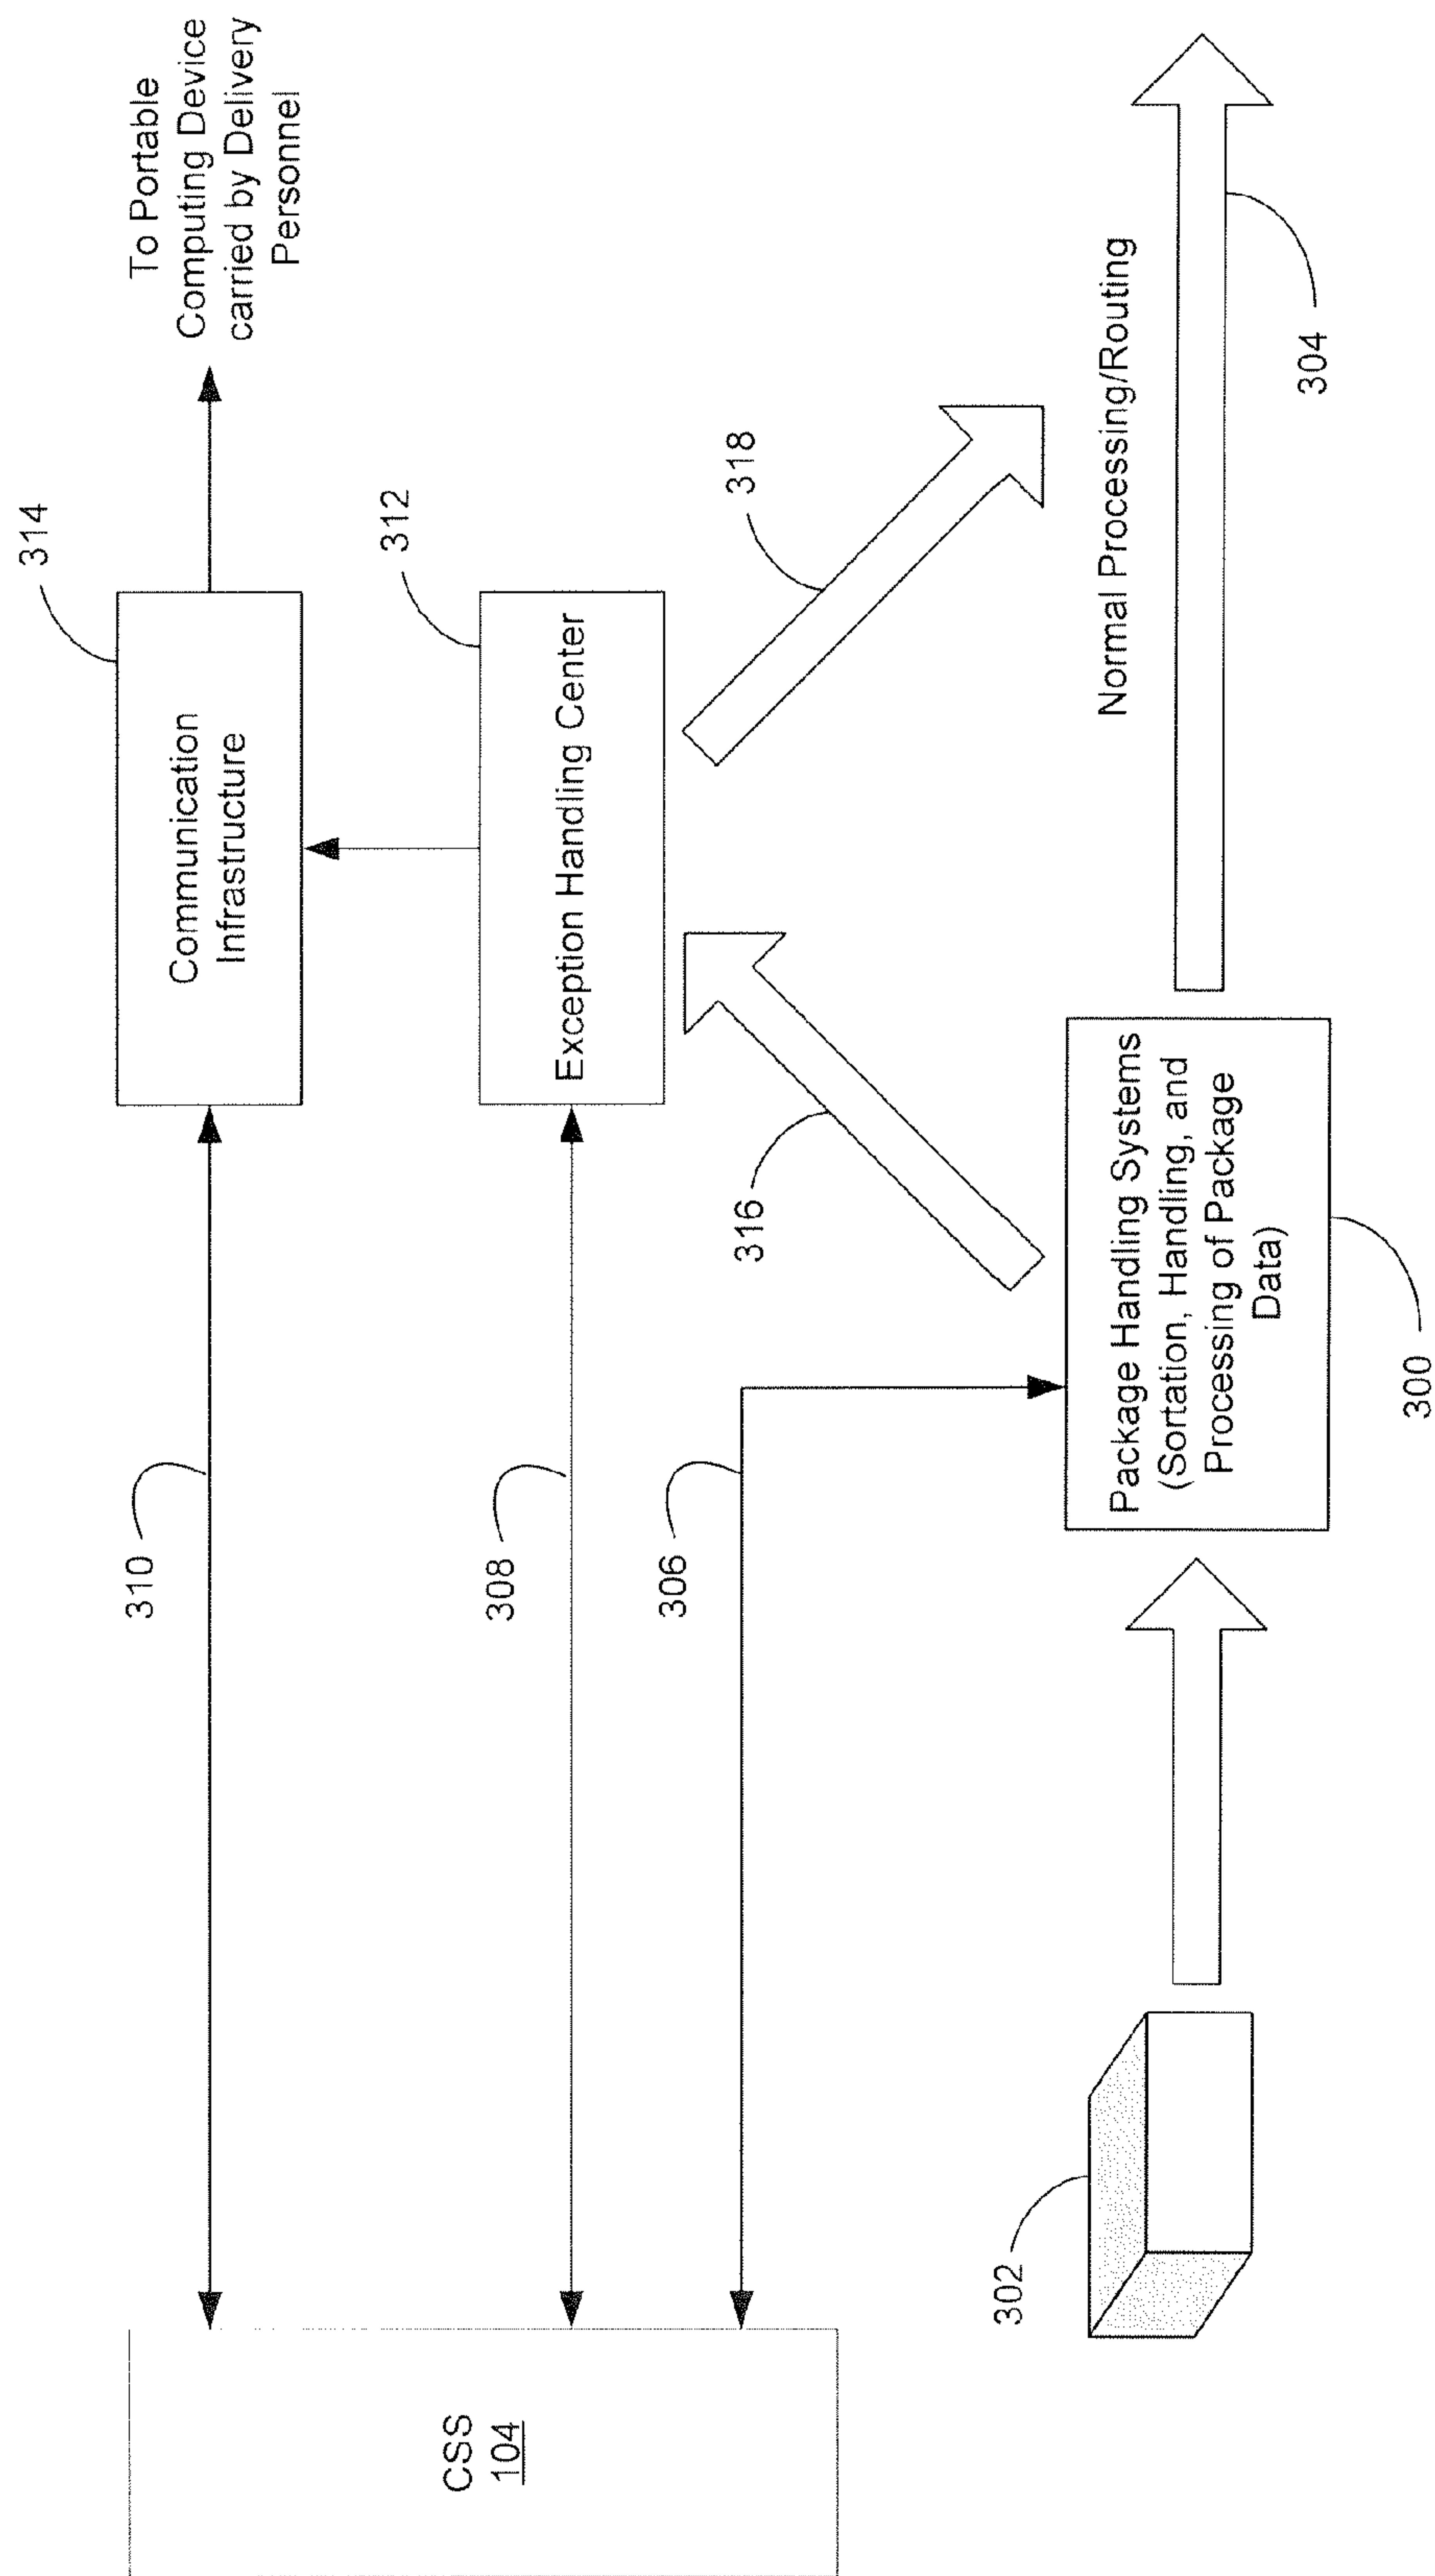 To Portable
Computing Device
carried by Delivery
Personnel
314
Communication
Infrastructure
310
312
Exception Handling Center
308
318
316
306
CSS
104
Normal Processing/Routing
304
Package Handling Systems
(Sortation, Handling, and
Processing of Package
Data)
300
302